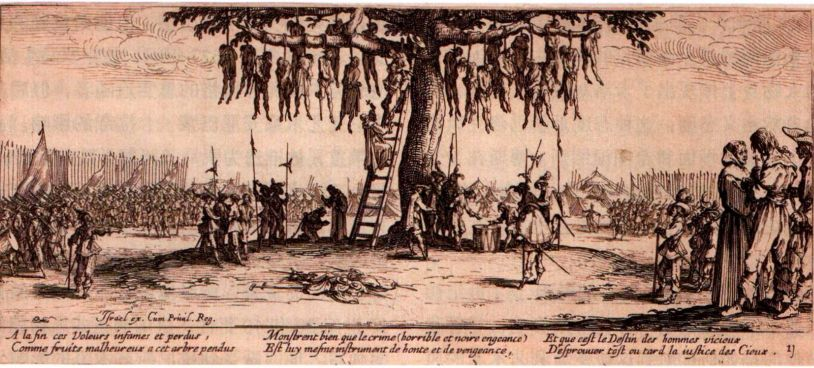 Israel ex. Cum Privil. Reg.
A la fin ces Voleurs infames et perdus ,
Comme fruits malheureux a cet arbre pendus
Monstrent bien que le crime (horrible et noire engeance)
Est luy mesme instrument de honte et de vengeance ,
Et que cest le Destin des hommes vicieux
Desprouver tost ou tard la iustice des Cieux .